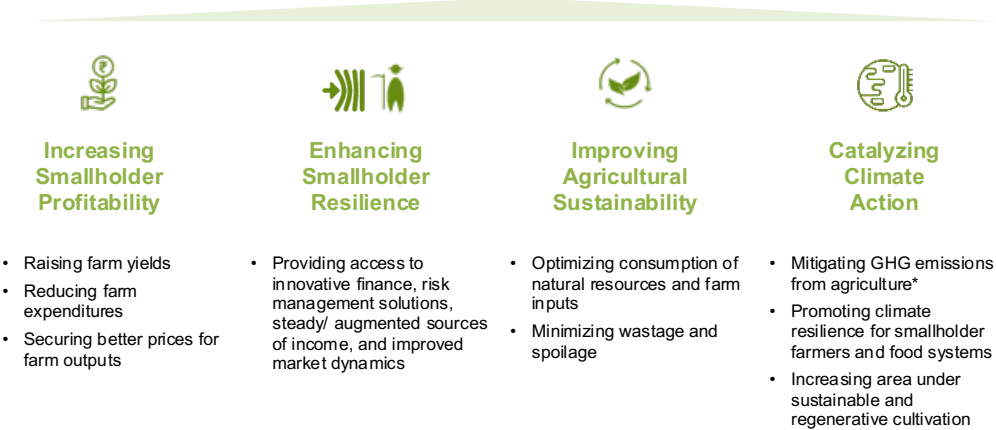 ₹
Increasing
Smallholder
Profitability
• Raising farm yields
• Reducing farm
expenditures
• Securing better prices for
farm outputs
Enhancing
Smallholder
Resilience
• Providing access to
innovative finance, risk
management solutions,
steady/ augmented sources
of income, and improved
market dynamics
Improving
Agricultural
Sustainability
• Optimizing consumption of
natural resources and farm
inputs
• Minimizing wastage and
spoilage
Catalyzing
Climate
Action
• Mitigating GHG emissions
from agriculture*
• Promoting climate
resilience for smallholder
farmers and food systems
• Increasing area under
sustainable and
regenerative cultivation